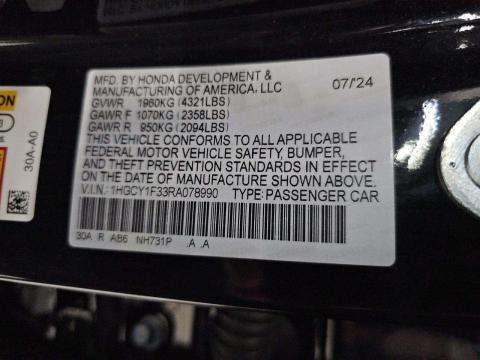 MFD. BY HONDA DEVELOPMENT &
MANUFACTURING OF AMERICA, LLC 07/24
GVWR 1960KG (4321LBS)
GAWR F 1070KG (2358LBS)
GAWR R 950KG (2094LBS)
THIS VEHICLE CONFORMS TO ALL APPLICABLE
FEDERAL MOTOR VEHICLE SAFETY, BUMPER,
AND THEFT PREVENTION STANDARDS IN EFFECT
ON THE DATE OF MANUFACTURE SHOWN ABOVE.
V.I.N.: 1HGCY1F33RA078990 TYPE: PASSENGER CAR
30A R AB6 NH731P .A .A
30A-A0